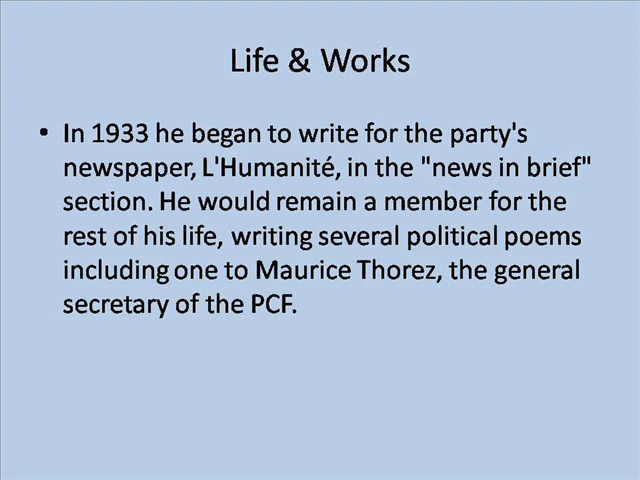 Life & Works
• In 1933 he began to write for the party's
newspaper, L'Humanité, in the "news in brief"
section. He would remain a member for the
rest of his life, writing several political poems
including one to Maurice Thorez, the general
secretary of the PCF.